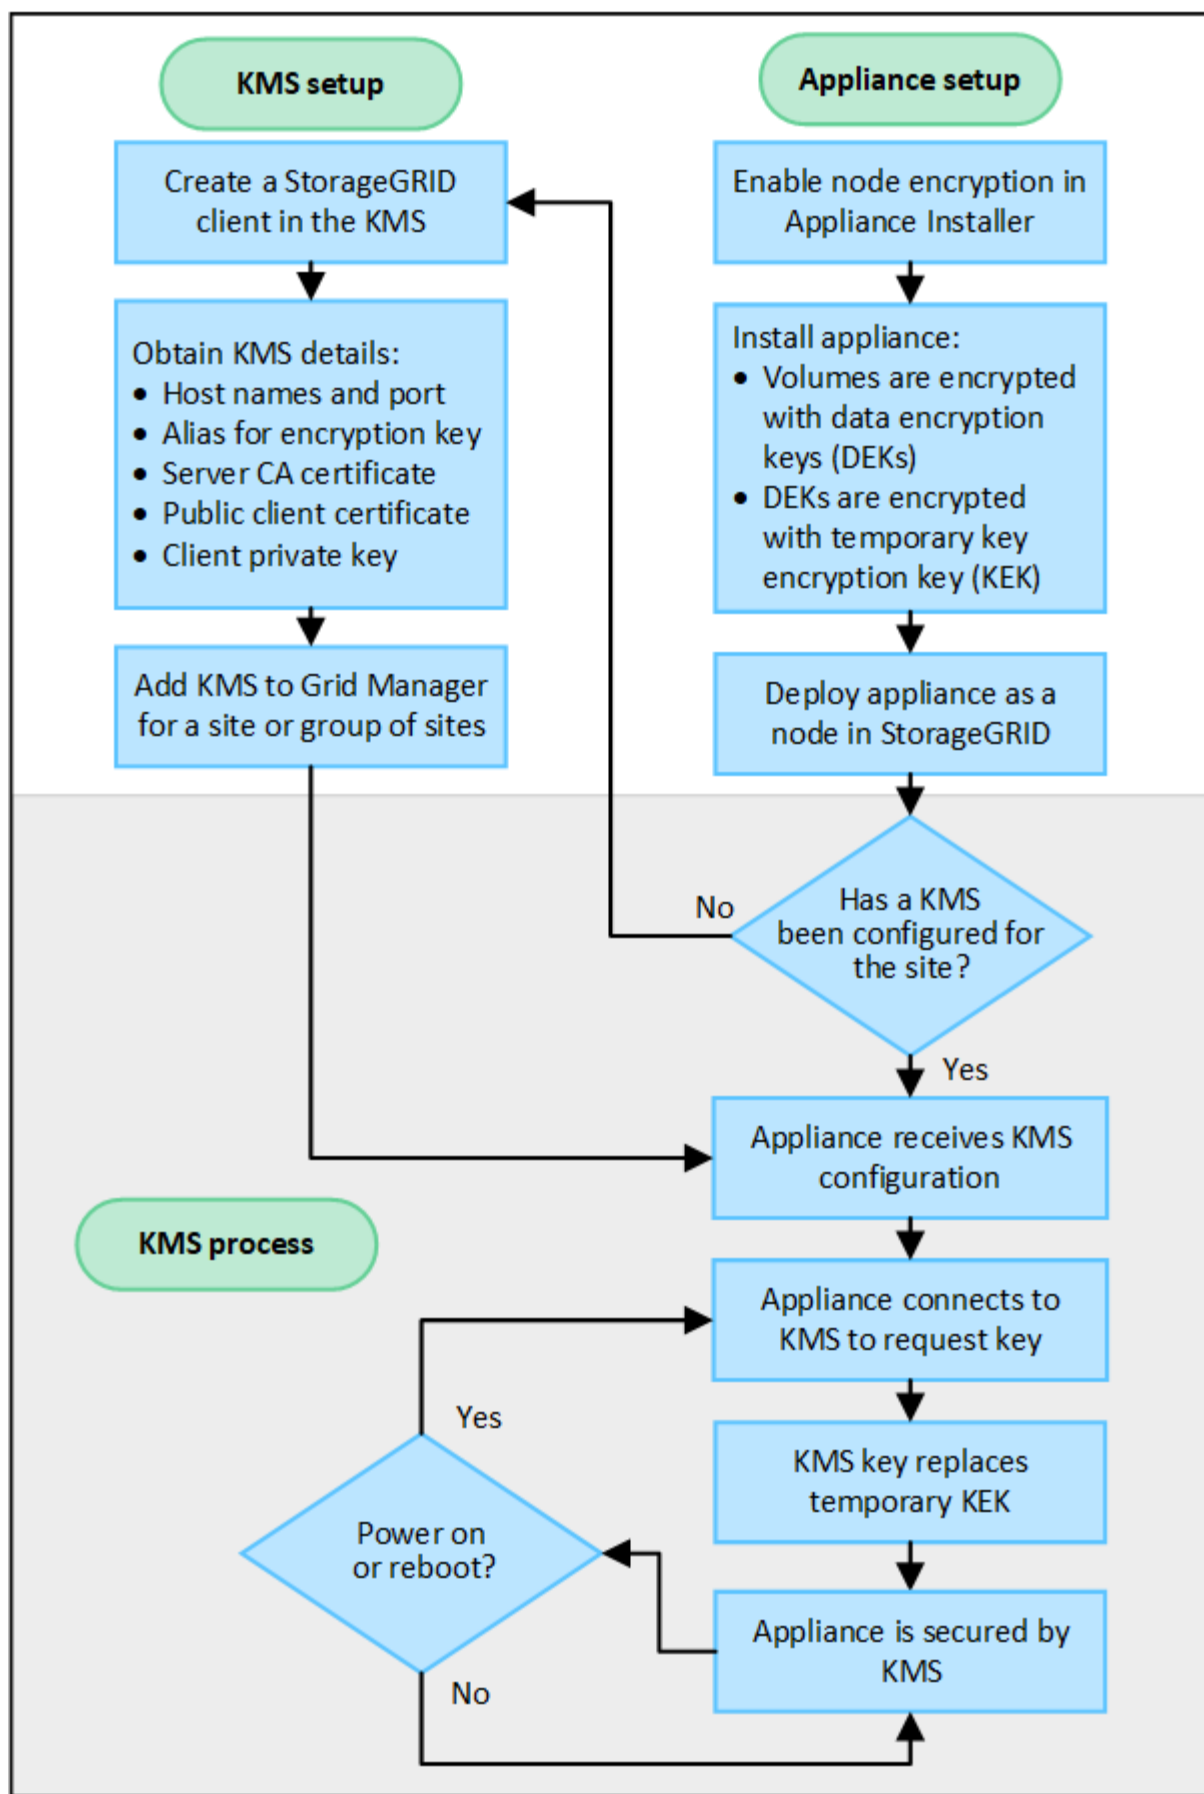 KMS setup
Create a StorageGRID
client in the KMS
Obtain KMS details:
• Host names and port
• Alias for encryption key
• Server CA certificate
• Public client certificate
• Client private key
Add KMS to Grid Manager
for a site or group of sites
Appliance setup
Enable node encryption in
Appliance Installer
Install appliance:
• Volumes are encrypted
with data encryption
keys (DEKs)
• DEKs are encrypted
with temporary key
encryption key (KEK)
Deploy appliance as a
node in StorageGRID
Has a KMS
been configured for
the site?
No
Yes
KMS process
Appliance receives KMS
configuration
Appliance connects to
KMS to request key
KMS key replaces
temporary KEK
Appliance is secured by
KMS
Power on
or reboot?
Yes
No